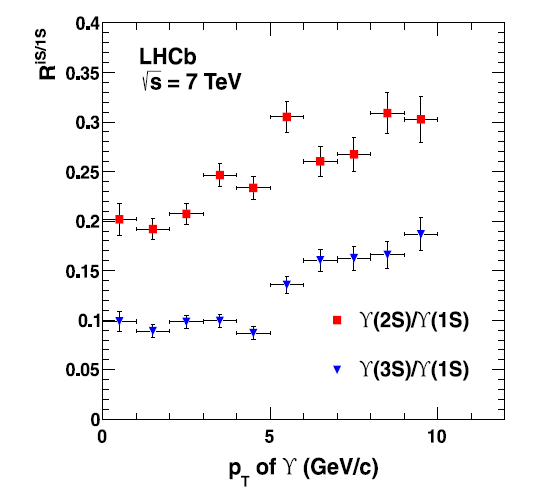 R^{iS/1S}
0.4
0.35
0.3
0.25
0.2
0.15
0.1
0.05
0
LHCb
√s = 7 TeV
ϒ(2S)/ϒ(1S)
ϒ(3S)/ϒ(1S)
0 5 10
p_T of ϒ (GeV/c)